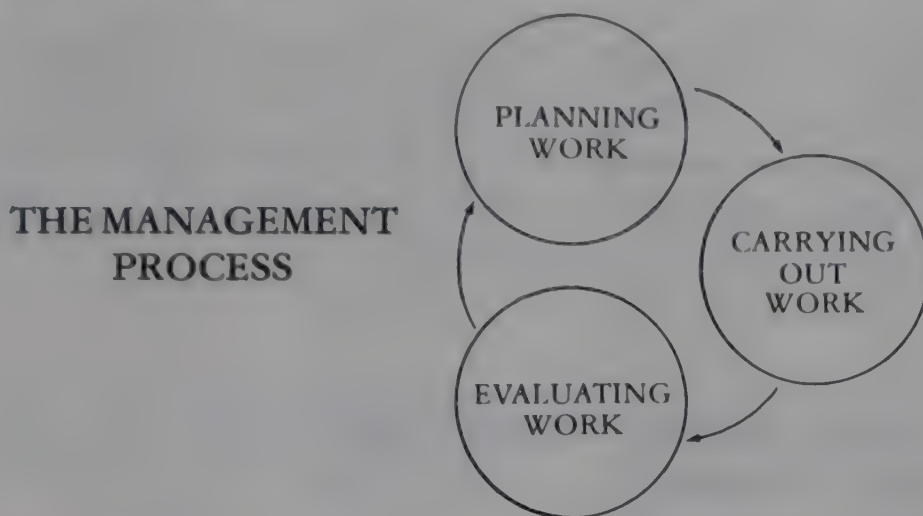 THE MANAGEMENT
PROCESS
PLANNING
WORK
CARRYING
OUT
WORK
EVALUATING
WORK